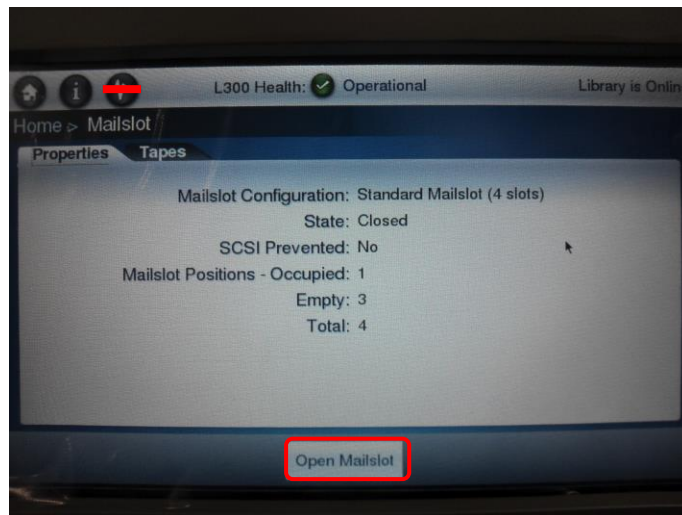 i L300 Health: Operational Library is Onlin
Home > Mailslot
Properties Tapes
Mailslot Configuration: Standard Mailslot (4 slots)
State: Closed
SCSI Prevented: No
Mailslot Positions - Occupied: 1
Empty: 3
Total: 4
Open Mailslot